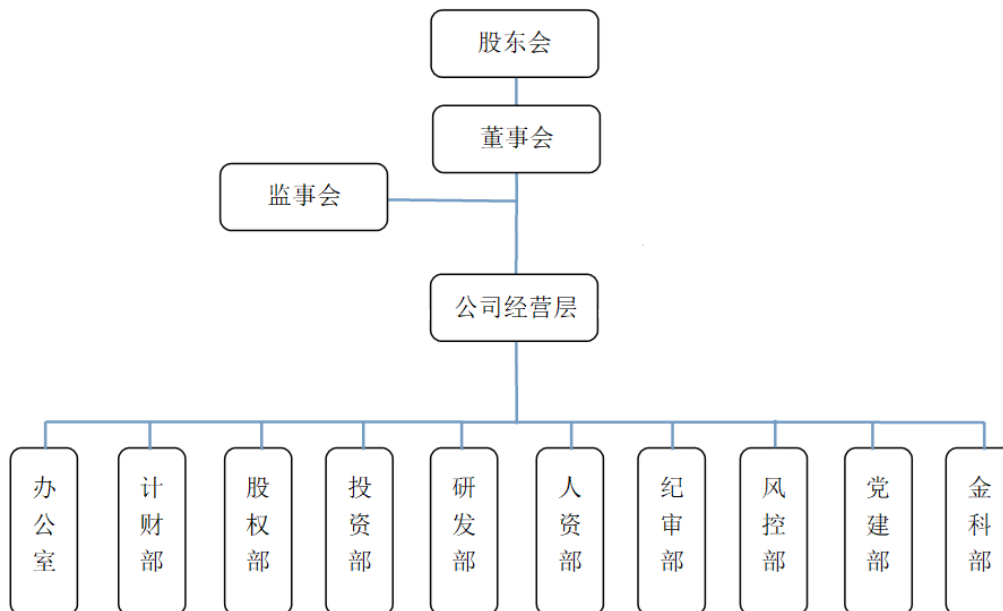 股东会
董事会
监事会
公司经营层
办公室
计财部
股权部
投资部
研发部
人资部
纪审部
风控部
党建部
金科部